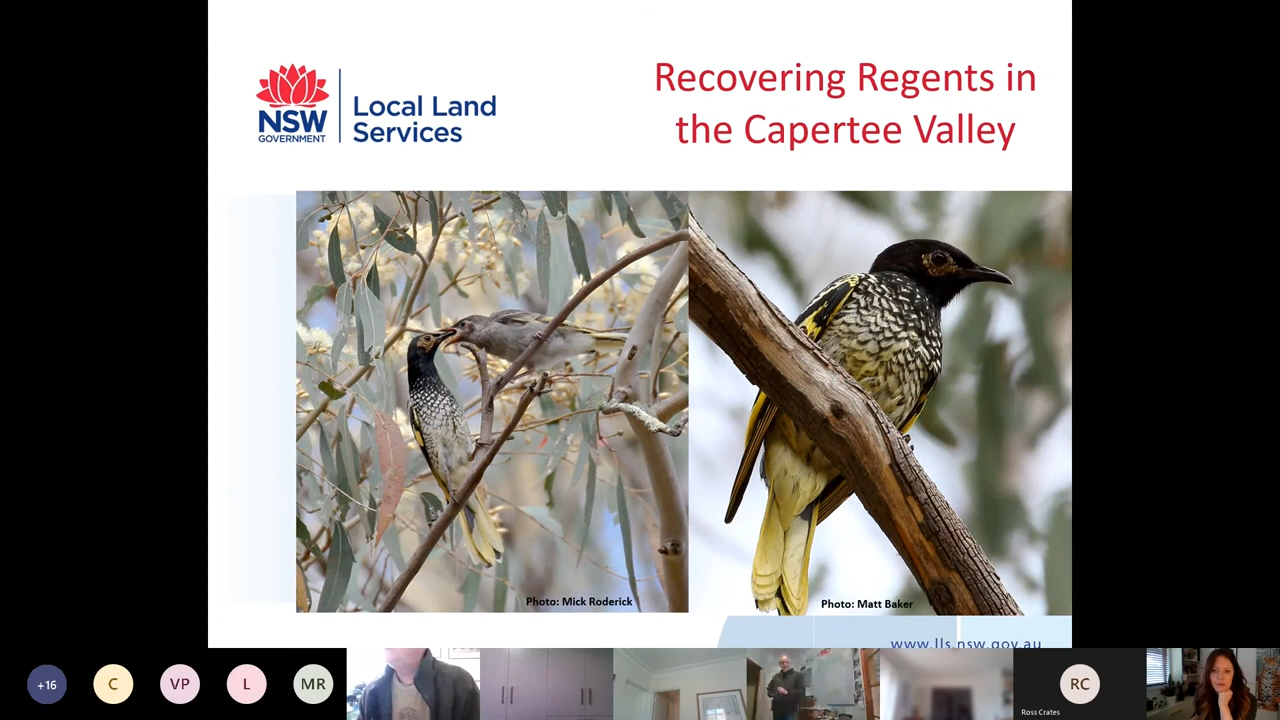 Recovering Regents in
the Capertee Valley
NSW
GOVERNMENT
Local Land
Services
Photo: Mick Roderick
Photo: Matt Baker
www.lls.nsw.gov.au
+16
C
VP
L
MR
RC
Ross Crates